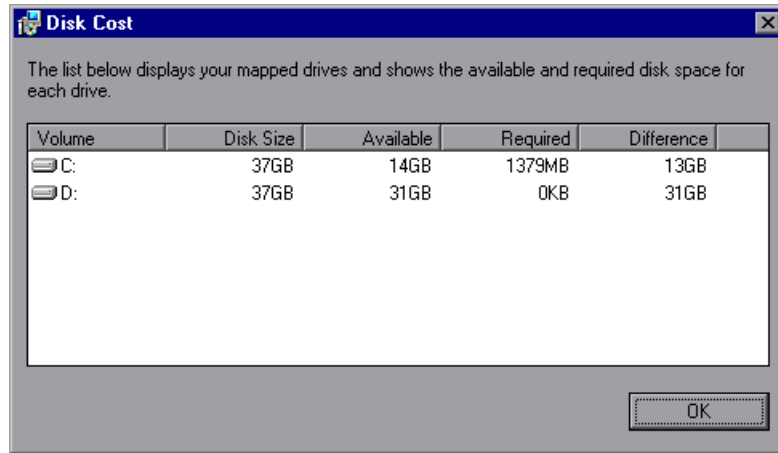 Disk Cost
The list below displays your mapped drives and shows the available and required disk space for
each drive.
Volume Disk Size Available Required Difference
C: 37GB 14GB 1379MB 13GB
D: 37GB 31GB 0KB 31GB
OK